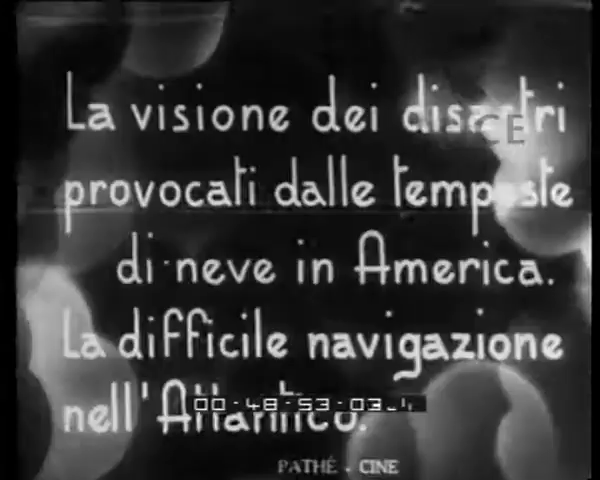 La visione dei disastri
CE
provocati dalle tempeste
di neve in America.
La difficile navigazione
nell'Atlantico.
00-48-53-03
PATHÉ - CINE